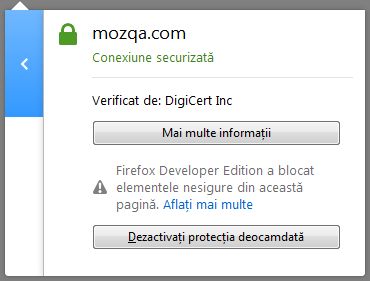 mozqa.com
Conexiune securizată
Verificat de: DigiCert Inc
Mai multe informații
Firefox Developer Edition a blocat
elementele nesigure din această
pagină. Aflați mai multe
Dezactivați protecția deocamdată